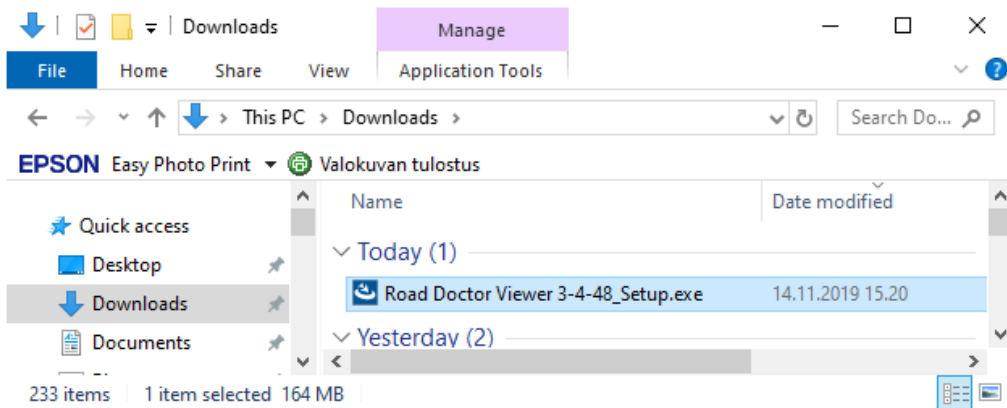 Downloads
Manage
File
Home
Share
View
Application Tools
This PC
Downloads
Search Do...
EPSON Easy Photo Print
Valokuvan tulostus
Name
Date modified
Quick access
Today (1)
Desktop
Downloads
Road Doctor Viewer 3-4-48_Setup.exe
14.11.2019 15.20
Documents
Yesterday (2)
233 items
1 item selected 164 MB